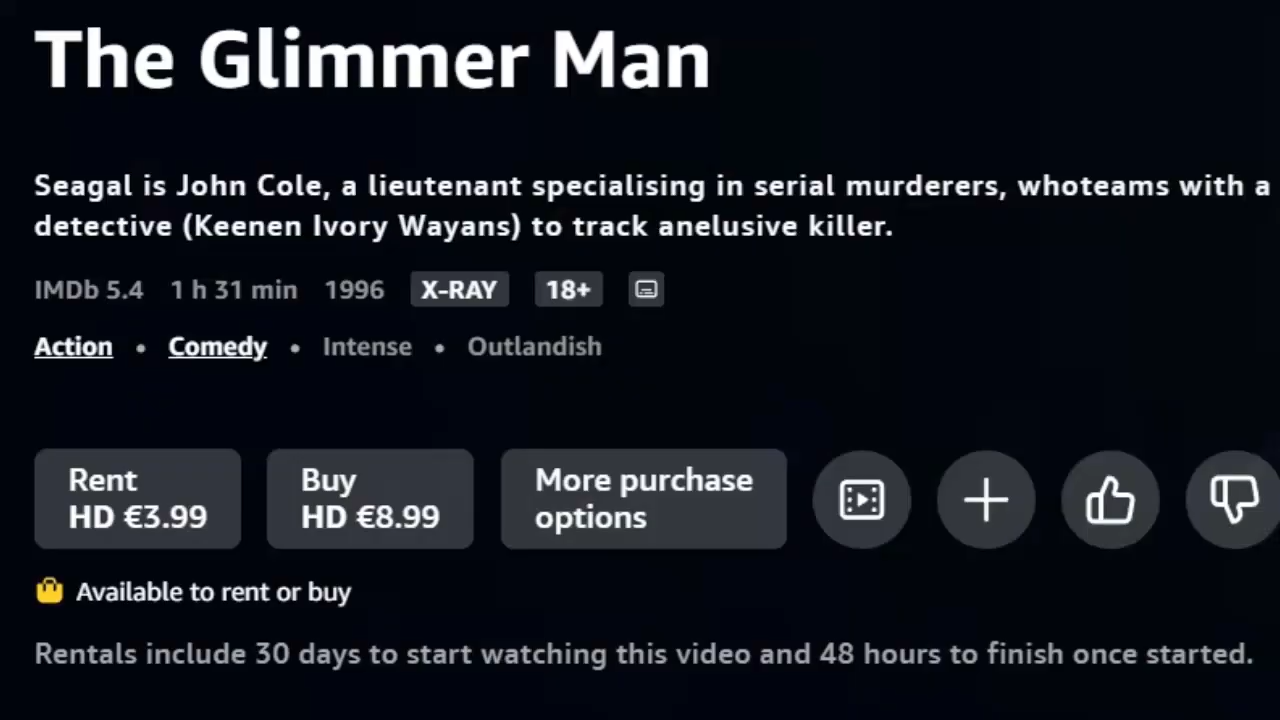 The Glimmer Man
Seagal is John Cole, a lieutenant specialising in serial murderers, whoteams with a
detective (Keenen Ivory Wayans) to track anelusive killer.
IMDb 5.4 1 h 31 min 1996 X-RAY 18+
Action • Comedy • Intense • Outlandish
Rent
HD €3.99
Buy
HD €8.99
More purchase
options
Available to rent or buy
Rentals include 30 days to start watching this video and 48 hours to finish once started.